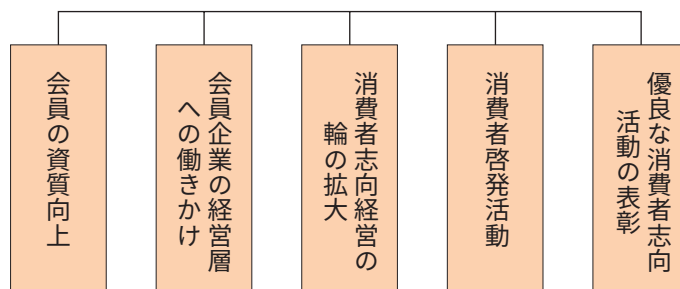 会員の資質向上
会員企業の経営層
への働きかけ
消費者志向経営の
輪の拡大
消費者啓発活動
優良な消費者志向
活動の表彰